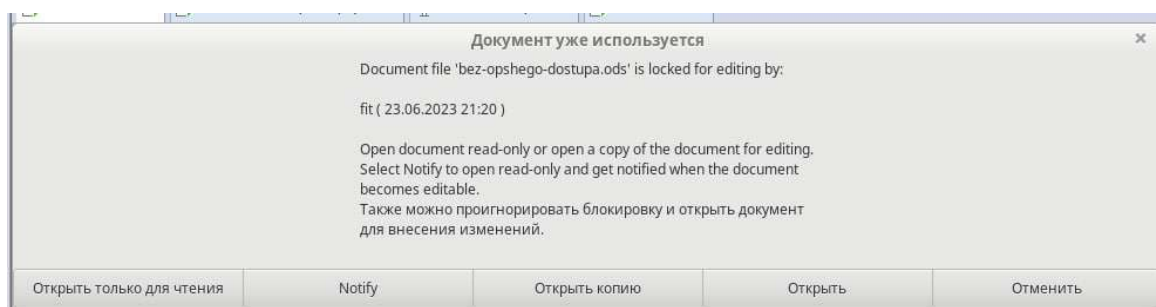 Документ уже используется
Document file 'bez-opshego-dostupa.ods' is locked for editing by:
fit ( 23.06.2023 21:20 )
Open document read-only or open a copy of the document for editing.
Select Notify to open read-only and get notified when the document
becomes editable.
Также можно проигнорировать блокировку и открыть документ
для внесения изменений.
Открыть только для чтения
Notify
Открыть копию
Открыть
Отменить